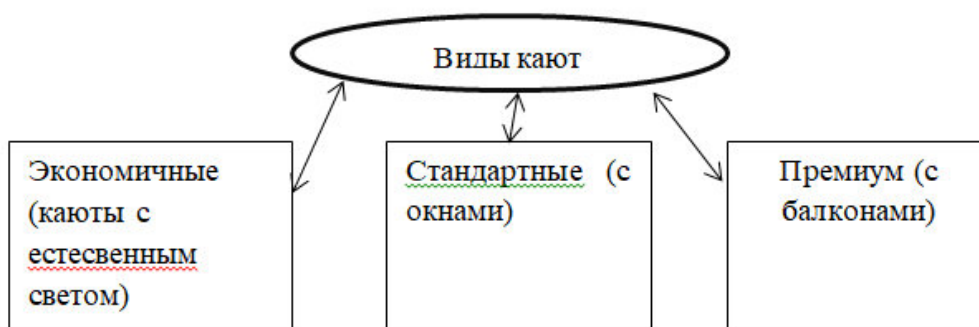 Виды кают
Экономичные
(каюты с
естесвенным
светом)
Стандартные (с
окнами)
Премиум (с
балконами)